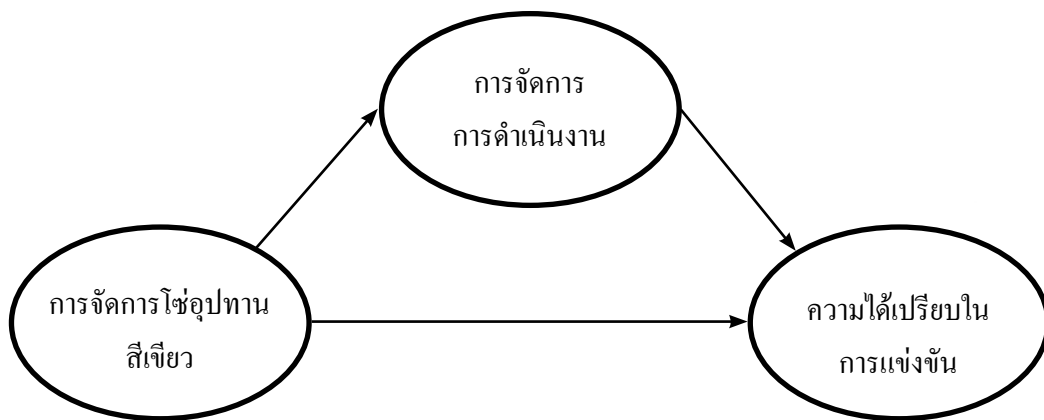 การจัดการ
การดำเนินงาน
การจัดการโซ่อุปทาน
สีเขียว
ความได้เปรียบใน
การแข่งขัน